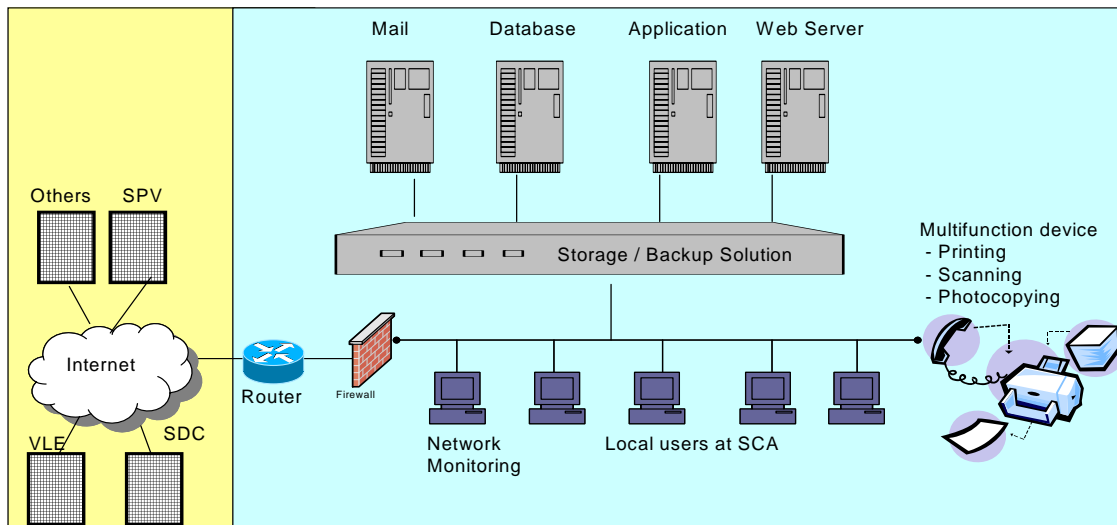 Mail
Database
Application
Web Server
Others
SPV
Storage / Backup Solution
Multifunction device
- Printing
- Scanning
- Photocopying
Internet
Router
Firewall
VLE
SDC
Network
Monitoring
Local users at SCA